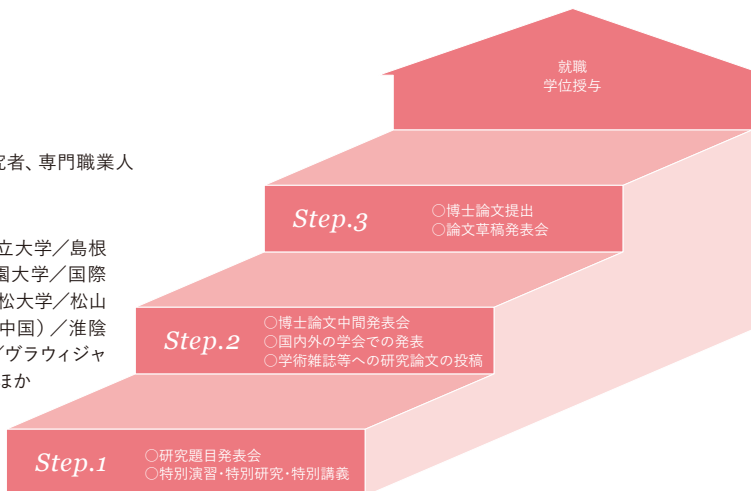 究者、専門職業人
立大学／島根
園大学／国際
松大学／松山
中国）／淮陰
／ヴラウィジャ
ほか
就職
学位授与
Step.3
○博士論文提出
○論文草稿発表会
Step.2
○博士論文中間発表会
○国内外の学会での発表
○学術雑誌等への研究論文の投稿
Step.1
○研究題目発表会
○特別演習・特別研究・特別講義